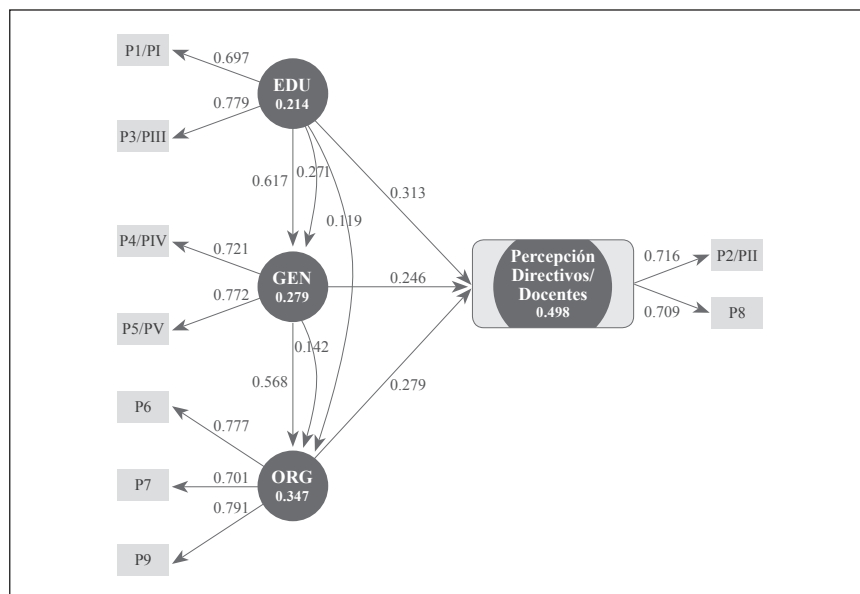 P1/PI
0.697
EDU
0.214
0.779
P3/PIII
0.617
0.271
0.313
0.119
P4/PIV
0.721
GEN
0.279
0.246
Percepción
Directivos/
Docentes
0.498
0.716
P2/PII
0.772
P5/PV
0.709
P8
0.142
0.568
0.279
P6
0.777
ORG
0.347
P7
0.701
0.791
P9